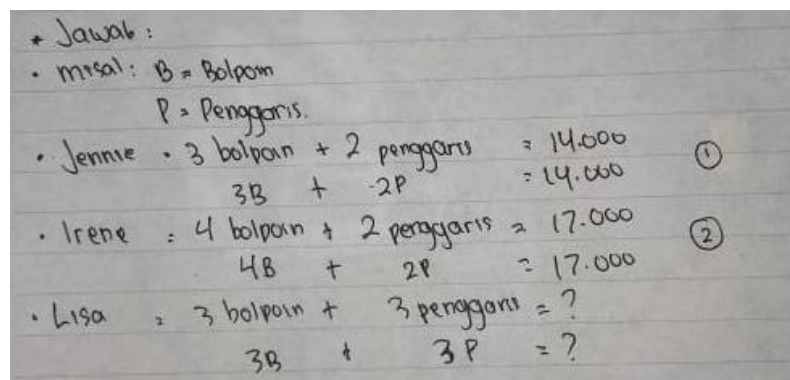 * Jawab :
• misal : B = Bolpoin
P = Penggaris.
• Jennie • 3 bolpoin + 2 penggaris = 14.000
3B + 2P = 14.000 ①
• Irene = 4 bolpoin + 2 penggaris = 17.000
4B + 2P = 17.000 ②
• Lisa = 3 bolpoin + 3 penggaris = ?
3B + 3P = ?